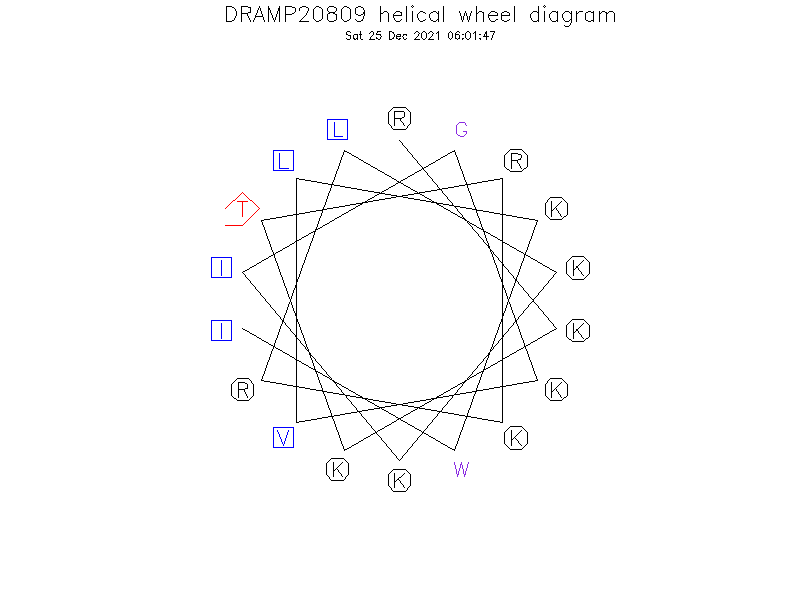 DRAMP20809 helical wheel diagram
Sat 25 Dec 2021 06:01:47
R
L G
L R
T K
I K
I K
R K
V K
K W
K